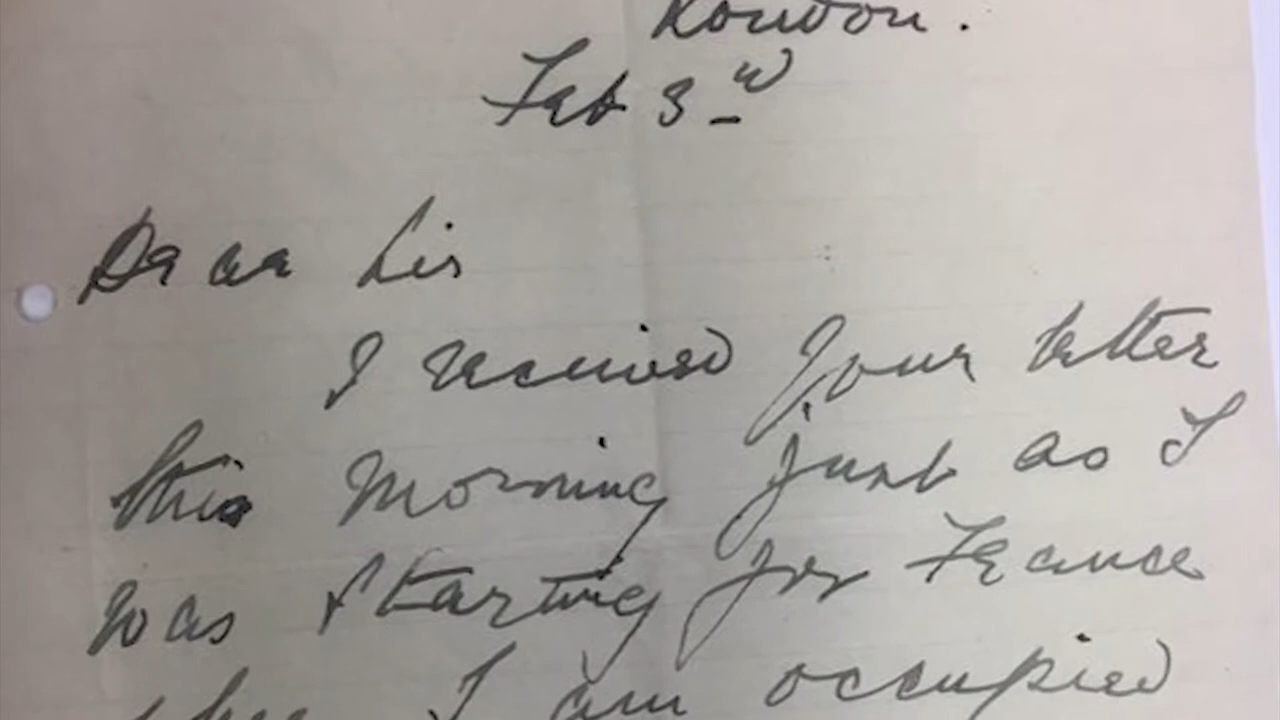 London.
Feb 3rd
Dear Sir
I received your letter
this morning just as I
was starting for France
I am occupied